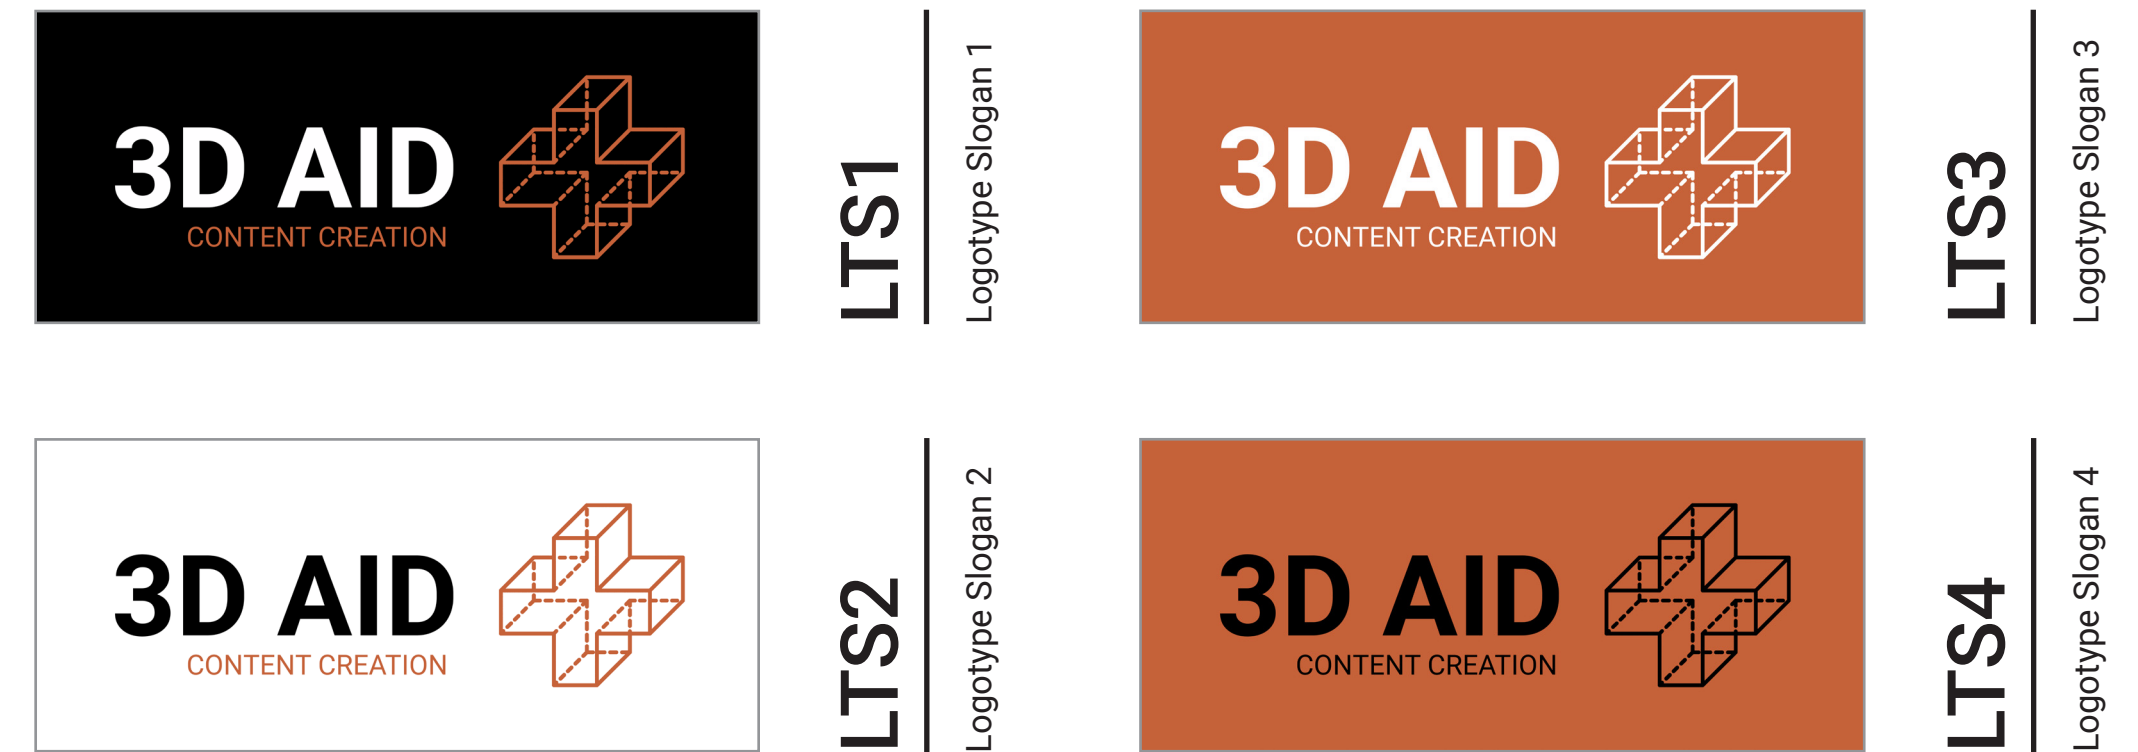 3D AID
CONTENT CREATION
LTS1
Logotype Slogan 1
3D AID
CONTENT CREATION
LTS3
Logotype Slogan 3
3D AID
CONTENT CREATION
LTS2
Logotype Slogan 2
3D AID
CONTENT CREATION
LTS4
Logotype Slogan 4